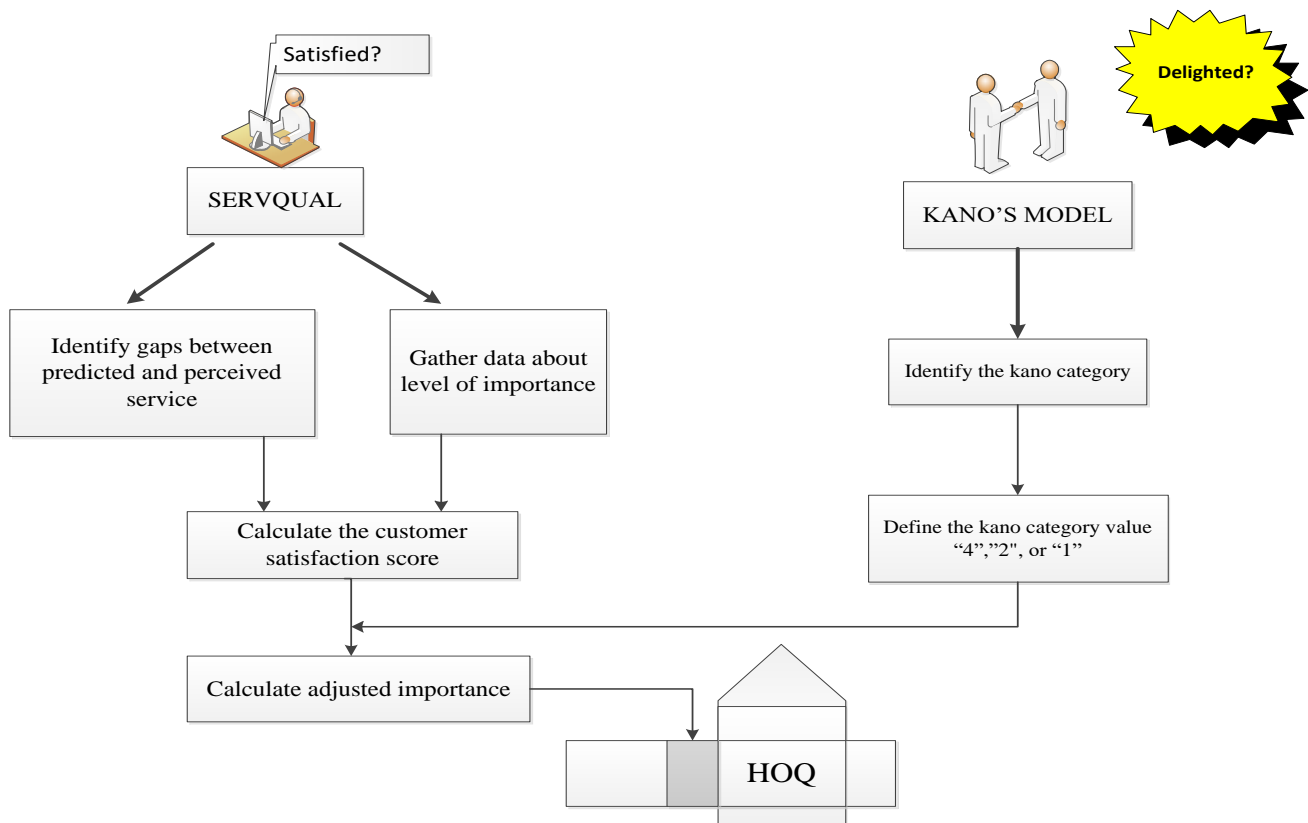 Satisfied?
Delighted?
SERVQUAL
KANO’S MODEL
Identify gaps between
predicted and perceived
service
Gather data about
level of importance
Identify the kano category
Calculate the customer
satisfaction score
Define the kano category value
“4”,”2", or “1”
Calculate adjusted importance
HOQ